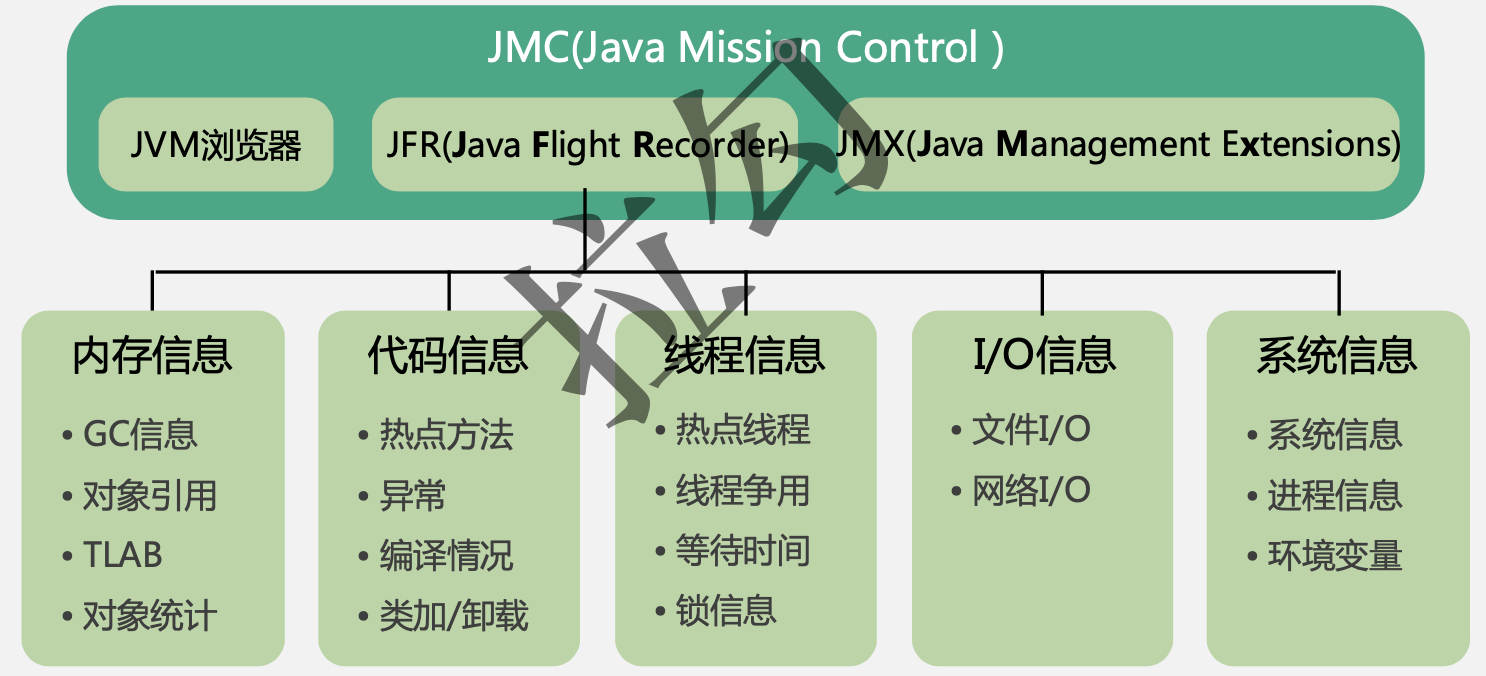 JMC(Java Mission Control )
JVM浏览器
JFR(Java Flight Recorder)
JMX(Java Management Extensions)
内存信息
• GC信息
• 对象引用
• TLAB
• 对象统计
代码信息
• 热点方法
• 异常
• 编译情况
• 类加/卸载
线程信息
• 热点线程
• 线程争用
• 等待时间
• 锁信息
I/O信息
• 文件I/O
• 网络I/O
系统信息
• 系统信息
• 进程信息
• 环境变量
拉勾